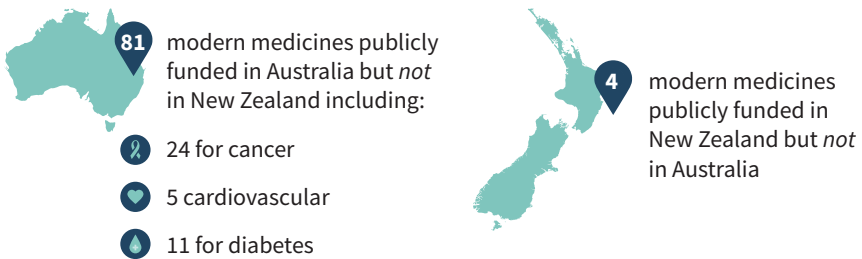 81
modern medicines publicly
funded in Australia but not
in New Zealand including:
24 for cancer
5 cardiovascular
11 for diabetes
4
modern medicines
publicly funded in
New Zealand but not
in Australia